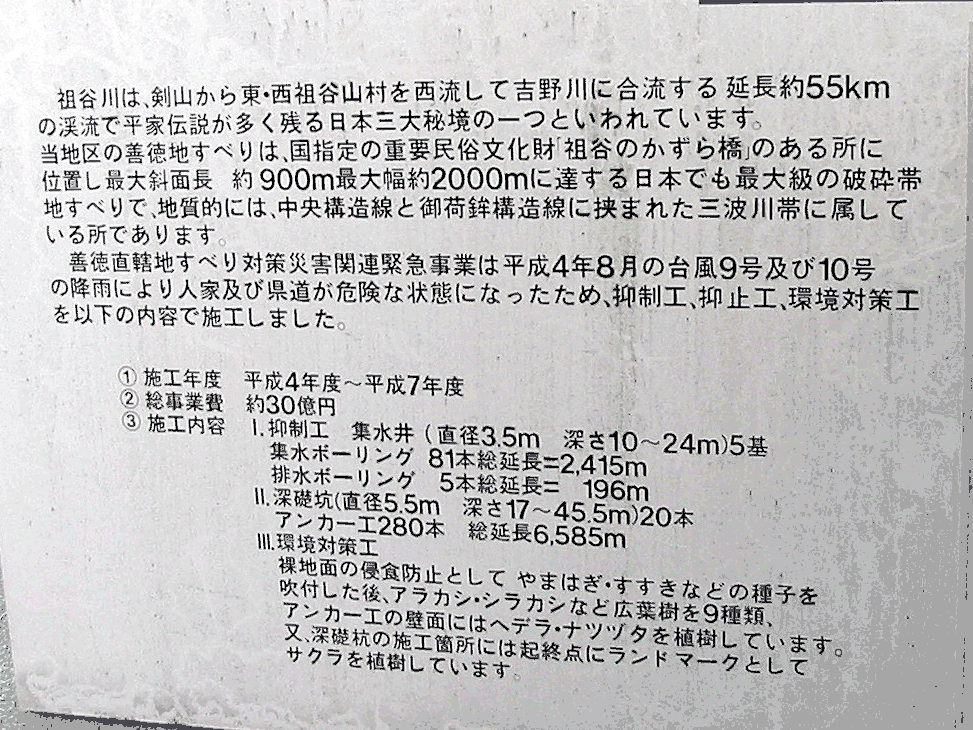 祖谷川は、剣山から東・西祖谷山村を西流して吉野川に合流する 延長約55km
の渓流で平家伝説が多く残る日本三大秘境の一つといわれています。
当地区の善徳地すべりは、国指定の重要民俗文化財「祖谷のかずら橋」のある所に
位置し最大斜面長 約900m最大幅約2000mに達する日本でも最大級の破砕帯
地すべりで、地質的には、中央構造線と御荷鉾構造線に挟まれた三波川帯に属して
いる所であります。
善徳直轄地すべり対策災害関連緊急事業は平成4年8月の台風9号及び10号
の降雨により人家及び県道が危険な状態になったため、抑制工、抑止工、環境対策工
を以下の内容で施工しました。
① 施工年度 平成4年度~平成7年度
② 総事業費 約30億円
③ 施工内容
I.抑制工 集水井(直径3.5m 深さ10~24m)5基
集水ボーリング 81本総延長=2,415m
排水ボーリング 5本総延長= 196m
II.深礎坑(直径5.5m 深さ17~45.5m)20本
アンカー工280本 総延長6,585m
III.環境対策工
裸地面の侵食防止として やまはぎ・すすきなどの種子を
吹付した後、アラカシ・シラカシなど広葉樹を9種類、
アンカー工の壁面にはヘデラ・ナツヅタを植樹しています。
又、深礎杭の施工箇所には起終点にランドマークとして
サクラを植樹しています。